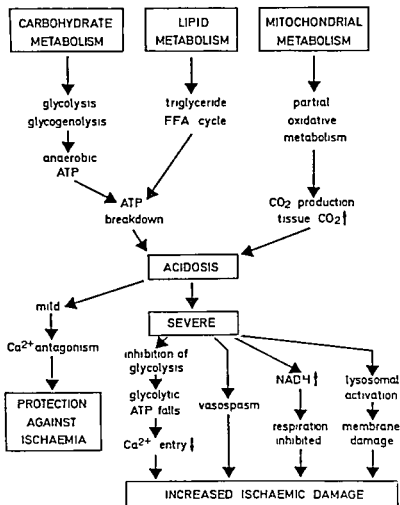 CARBOHYDRATE
METABOLISM
LIPID
METABOLISM
MITOCHONDRIAL
METABOLISM
glycolysis
glycogenolysis
triglyceride
FFA cycle
partial
oxidative
metabolism
anaerobic
ATP
ATP
breakdown
CO2 production
tissue CO2↑
ACIDOSIS
mild
SEVERE
Ca2+ antagonism
PROTECTION
AGAINST
ISCHAEMIA
inhibition of
glycolysis
glycolytic
ATP falls
Ca2+ entry↓
vasospasm
NADH↑
respiration
inhibited
lysosomal
activation
membrane
damage
INCREASED ISCHAEMIC DAMAGE